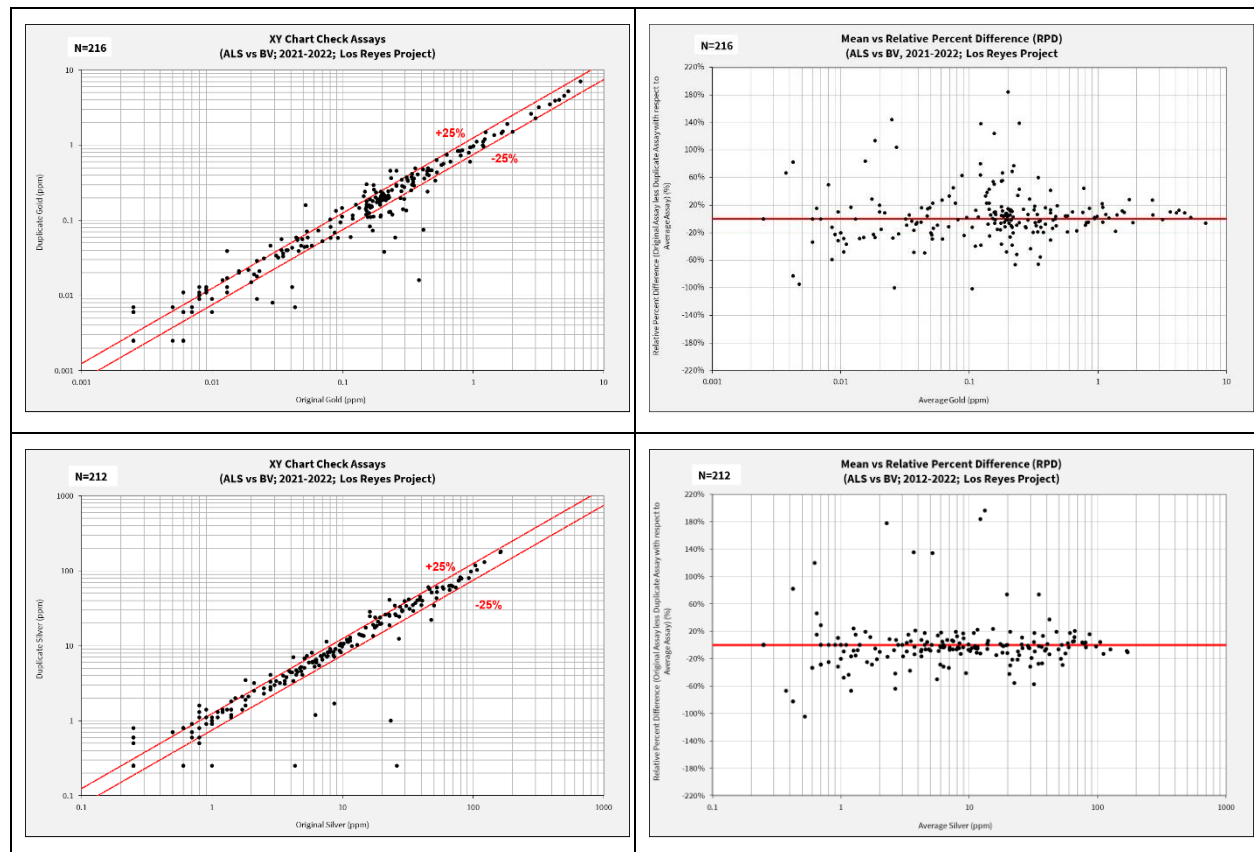 XY Chart Check Assays
(ALS vs BV; 2021-2022; Los Reyes Project)
N=216
10
1
0.1
0.01
0.001
Duplicate Gold (ppm)
+25%
-25%
0.001
0.01
0.1
1
10
Original Gold (ppm)
Mean vs Relative Percent Difference (RPD)
(ALS vs BV, 2021-2022; Los Reyes Project
N=216
220%
180%
140%
100%
60%
20%
-20%
-60%
-100%
-140%
-180%
-220%
Relative Percent Difference (Original Assay less Duplicate Assay with respect to
Average Assay) (%)
0.001
0.01
0.1
1
10
Average Gold (ppm)
XY Chart Check Assays
(ALS vs BV; 2021-2022; Los Reyes Project)
N=212
1000
100
10
1
0.1
Duplicate Silver (ppm)
+25%
-25%
0.1
1
10
100
1000
Original Silver (ppm)
Mean vs Relative Percent Difference (RPD)
(ALS vs BV; 2012-2022; Los Reyes Project)
N=212
220%
180%
140%
100%
60%
20%
-20%
-60%
-100%
-140%
-180%
-220%
Relative Percent Difference (Original Assay less Duplicate Assay with respect to
Average Assay) (%)
0.1
1
10
100
1000
Average Silver (ppm)